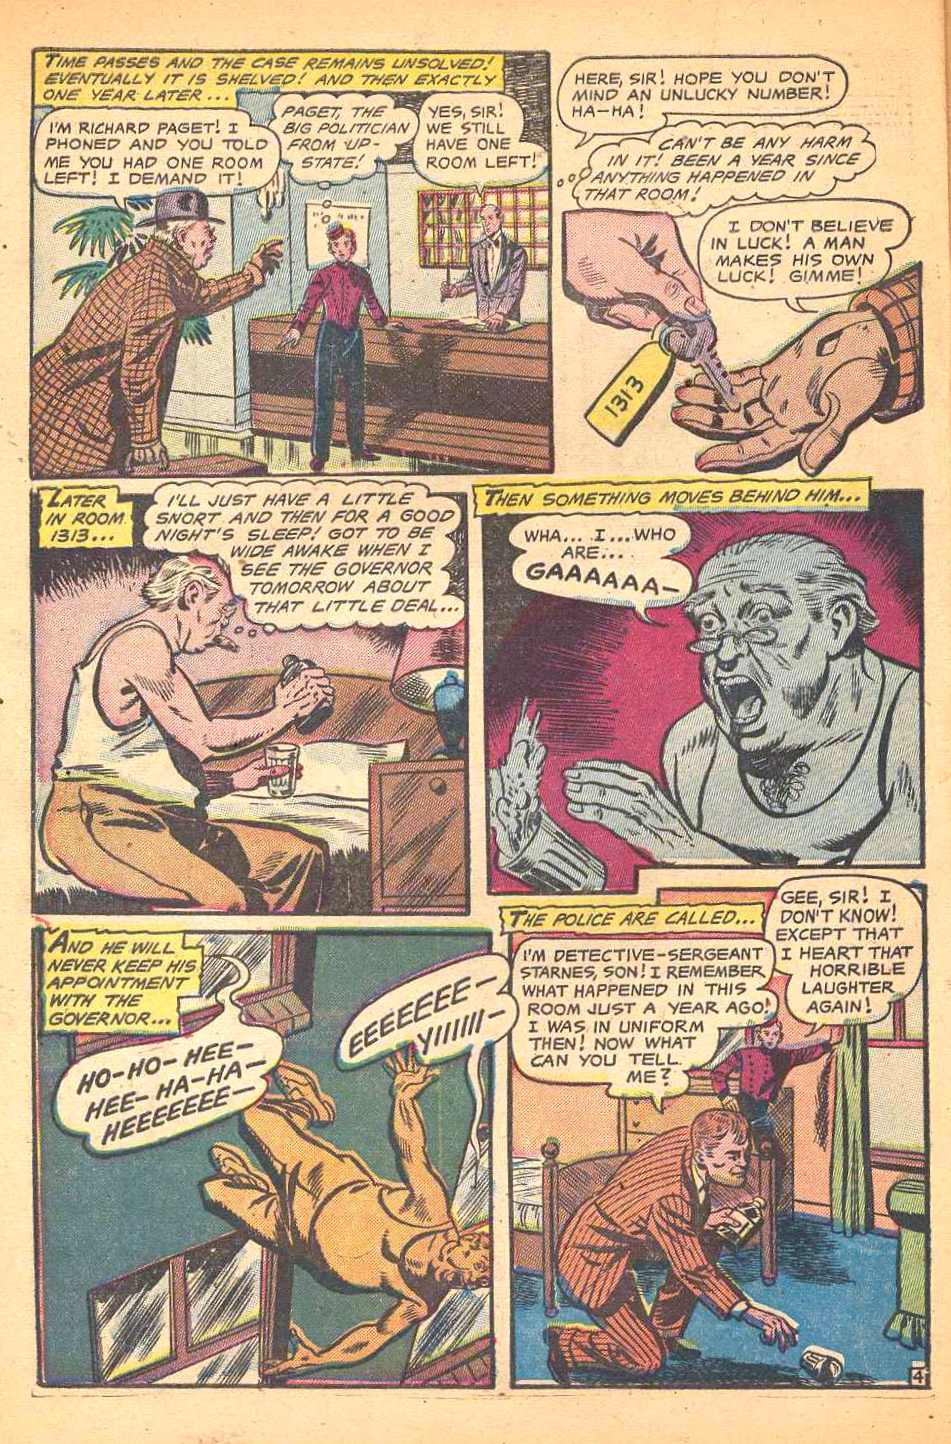 TIME PASSES AND THE CASE REMAINS UNSOLVED!
EVENTUALLY IT IS SHELVED! AND THEN EXACTLY
ONE YEAR LATER...
I'M RICHARD PAGET! I
PHONED AND YOU TOLD
ME YOU HAD ONE ROOM
LEFT! I DEMAND IT!
PAGET, THE
BIG POLITICIAN
FROM UP-
STATE!
YES, SIR!
WE STILL
HAVE ONE
ROOM LEFT!
HERE, SIR! HOPE YOU DON'T
MIND AN UNLUCKY NUMBER!
HA-HA!
CAN'T BE ANY HARM
IN IT! BEEN A YEAR SINCE
ANYTHING HAPPENED IN
THAT ROOM!
I DON'T BELIEVE
IN LUCK! A MAN
MAKES HIS OWN
LUCK! GIMME!
1313
LATER
IN ROOM
1313...
I'LL JUST HAVE A LITTLE
SNORT AND THEN FOR A GOOD
NIGHT'S SLEEP! GOT TO BE
WIDE AWAKE WHEN I
SEE THE GOVERNOR
TOMORROW ABOUT
THAT LITTLE DEAL...
THEN SOMETHING MOVES BEHIND HIM...
WHA... I...WHO
ARE...
GAAAAAA-
AND HE WILL
NEVER KEEP HIS
APPOINTMENT
WITH THE
GOVERNOR...
HO-HO-HEE-
HEE-HA-HA-
HEEEEEEE-
EEEEEEE-
YIIIIII-
THE POLICE ARE CALLED...
I'M DETECTIVE-SERGEANT
STARNES, SON! I REMEMBER
WHAT HAPPENED IN THIS
ROOM JUST A YEAR AGO!
I WAS IN UNIFORM
THEN! NOW WHAT
CAN YOU TELL
ME?
GEE, SIR! I
DON'T KNOW!
EXCEPT THAT
I HEART THAT
HORRIBLE
LAUGHTER
AGAIN!
4